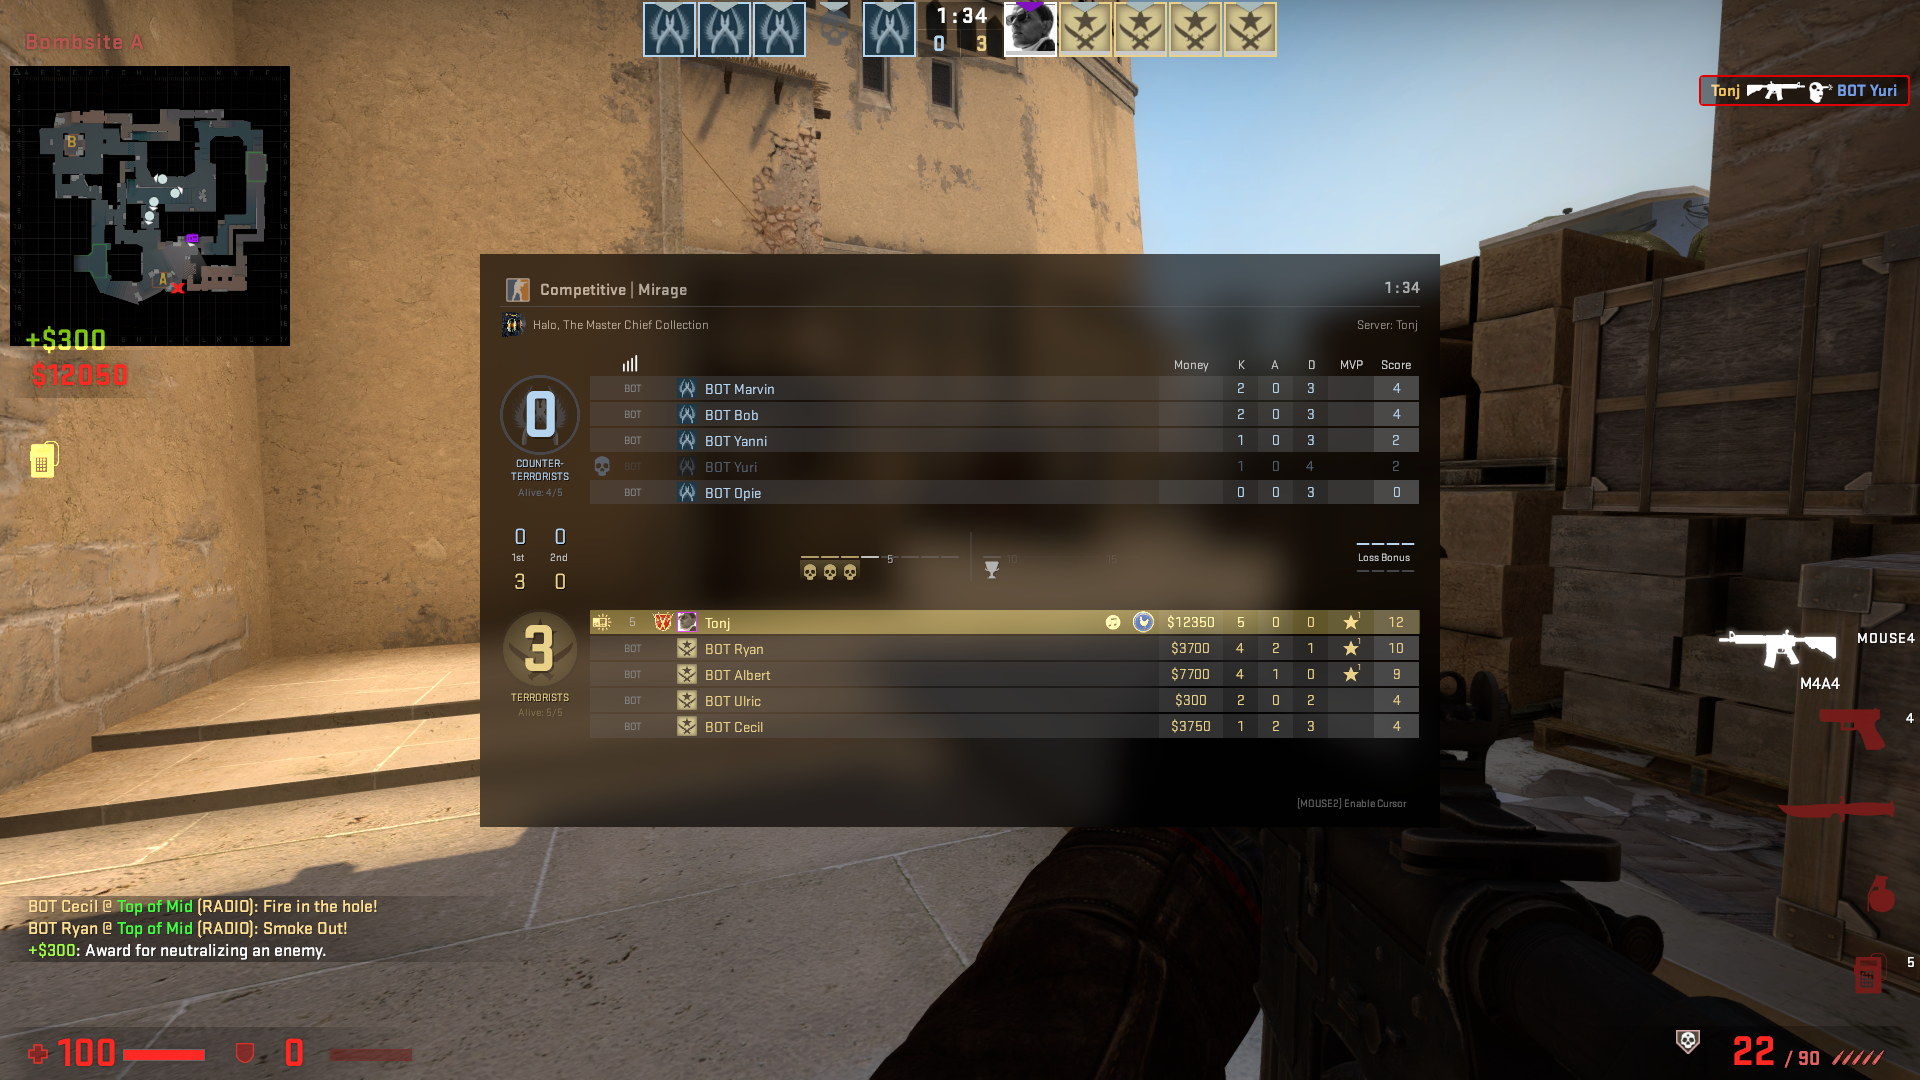 1:34
0 3
Bombsite A
Tonj BOT Yuri
B
A
+$300
$12050
Competitive | Mirage 1:34
Halo, The Master Chief Collection Server: Tonj
Money K A D MVP Score
0
COUNTER-
TERRORISTS
Alive: 4/5
BOT BOT Marvin 2 0 3 4
BOT BOT Bob 2 0 3 4
BOT BOT Yanni 1 0 3 2
BOT BOT Yuri 1 0 4 2
BOT BOT Opie 0 0 3 0
0 0
1st 2nd
3 0
5 10 15
Loss Bonus
3
TERRORISTS
Alive: 5/5
5 Tonj $12350 5 0 0 1 12
BOT BOT Ryan $3700 4 2 1 1 10
BOT BOT Albert $7700 4 1 0 1 9
BOT BOT Ulric $300 2 0 2 4
BOT BOT Cecil $3750 1 2 3 4
[MOUSE2] Enable Cursor
MOUSE4
M4A4
4
5
BOT Cecil @ Top of Mid (RADIO): Fire in the hole!
BOT Ryan @ Top of Mid (RADIO): Smoke Out!
+$300: Award for neutralizing an enemy.
100 0
22 / 90